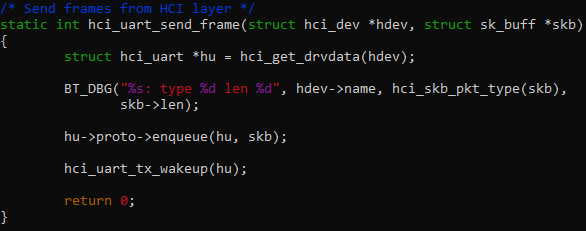 /* Send frames from HCI layer */
static int hci_uart_send_frame(struct hci_dev *hdev, struct sk_buff *skb)
{
        struct hci_uart *hu = hci_get_drvdata(hdev);

        BT_DBG("%s: type %d len %d", hdev->name, hci_skb_pkt_type(skb),
               skb->len);

        hu->proto->enqueue(hu, skb);

        hci_uart_tx_wakeup(hu);

        return 0;
}